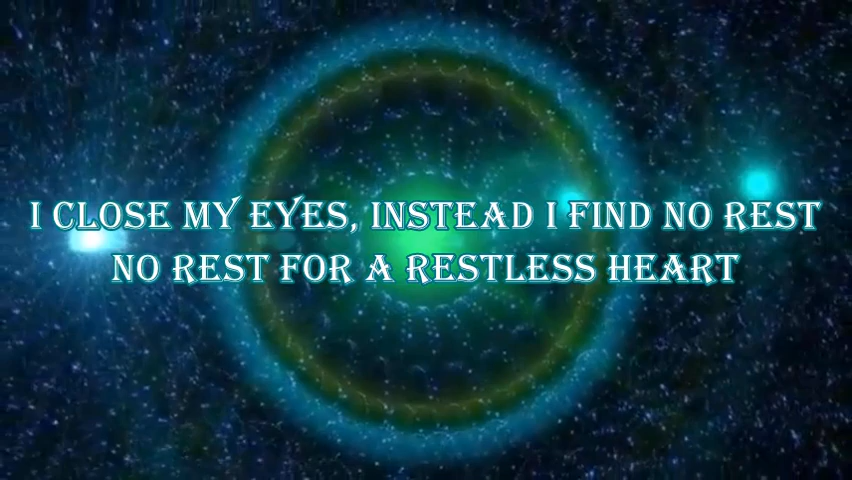 I CLOSE MY EYES, INSTEAD I FIND NO REST
NO REST FOR A RESTLESS HEART